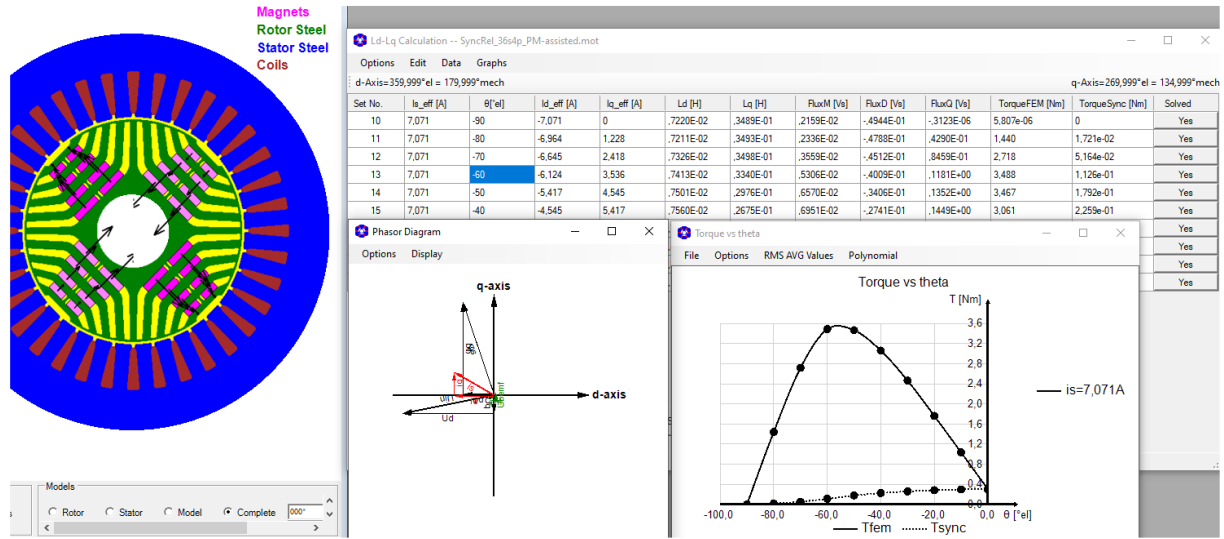 Magnets
Rotor Steel
Stator Steel
Coils
Ld-Lq Calculation -- SyncRel_36s4p_PM-assisted.mot
Options Edit Data Graphs
d-Axis=359,999°el = 179,999°mech q-Axis=269,999°el = 134,999°mech
Set No. Is_eff [A] θ[°el] Id_eff [A] Iq_eff [A] Ld [H] Lq [H] FluxM [Vs] FluxD [Vs] FluxQ [Vs] TorqueFEM [Nm] TorqueSync [Nm] Solved
10 7,071 -90 -7,071 0 ,7220E-02 ,3489E-01 ,2159E-02 -,4944E-01 -,3123E-06 5,807e-06 0 Yes
11 7,071 -80 -6,964 1,228 ,7211E-02 ,3493E-01 ,2336E-02 -,4788E-01 ,4290E-01 1,440 1,721e-02 Yes
12 7,071 -70 -6,645 2,418 ,7326E-02 ,3498E-01 ,3559E-02 -,4512E-01 ,8459E-01 2,718 5,164e-02 Yes
13 7,071 -60 -6,124 3,536 ,7413E-02 ,3340E-01 ,5306E-02 -,4009E-01 ,1181E+00 3,488 1,126e-01 Yes
14 7,071 -50 -5,417 4,545 ,7501E-02 ,2976E-01 ,6570E-02 -,3406E-01 ,1352E+00 3,467 1,792e-01 Yes
15 7,071 -40 -4,545 5,417 ,7560E-02 ,2675E-01 ,6951E-02 -,2741E-01 ,1449E+00 3,061 2,259e-01 Yes
Yes
Yes
Yes
Yes
Phasor Diagram
Options Display
q-axis
d-axis
Ud
Torque vs theta
File Options RMS AVG Values Polynomial
Torque vs theta
T [Nm]
3,6
3,2
2,8
2,4
2,0
1,6
1,2
0,8
0,4
0,0
-100,0 -80,0 -60,0 -40,0 -20,0 0,0 θ [°el]
Tfem Tsync
is=7,071A
Models
Rotor Stator Model Complete 000°